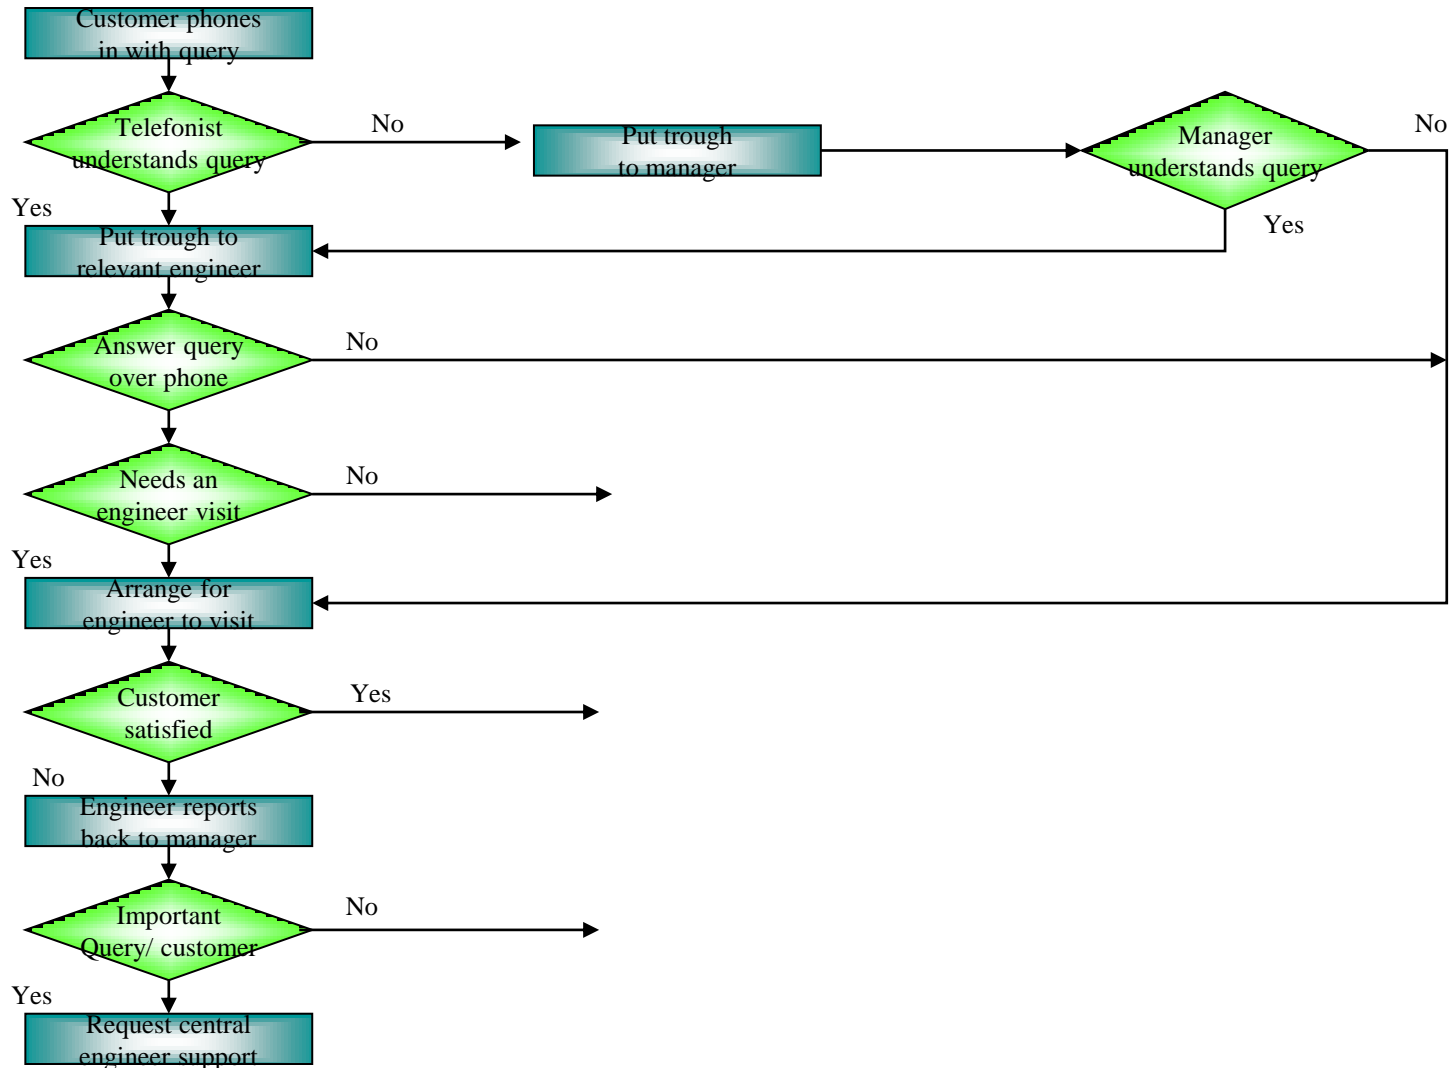 Customer phones
in with query
Telefonist
understands query
No
Put trough
to manager
Manager
understands query
No
Yes
Yes
Put trough to
relevant engineer
Answer query
over phone
No
Needs an
engineer visit
No
Yes
Arrange for
engineer to visit
Customer
satisfied
Yes
No
Engineer reports
back to manager
Important
Query/ customer
No
Yes
Request central
engineer support